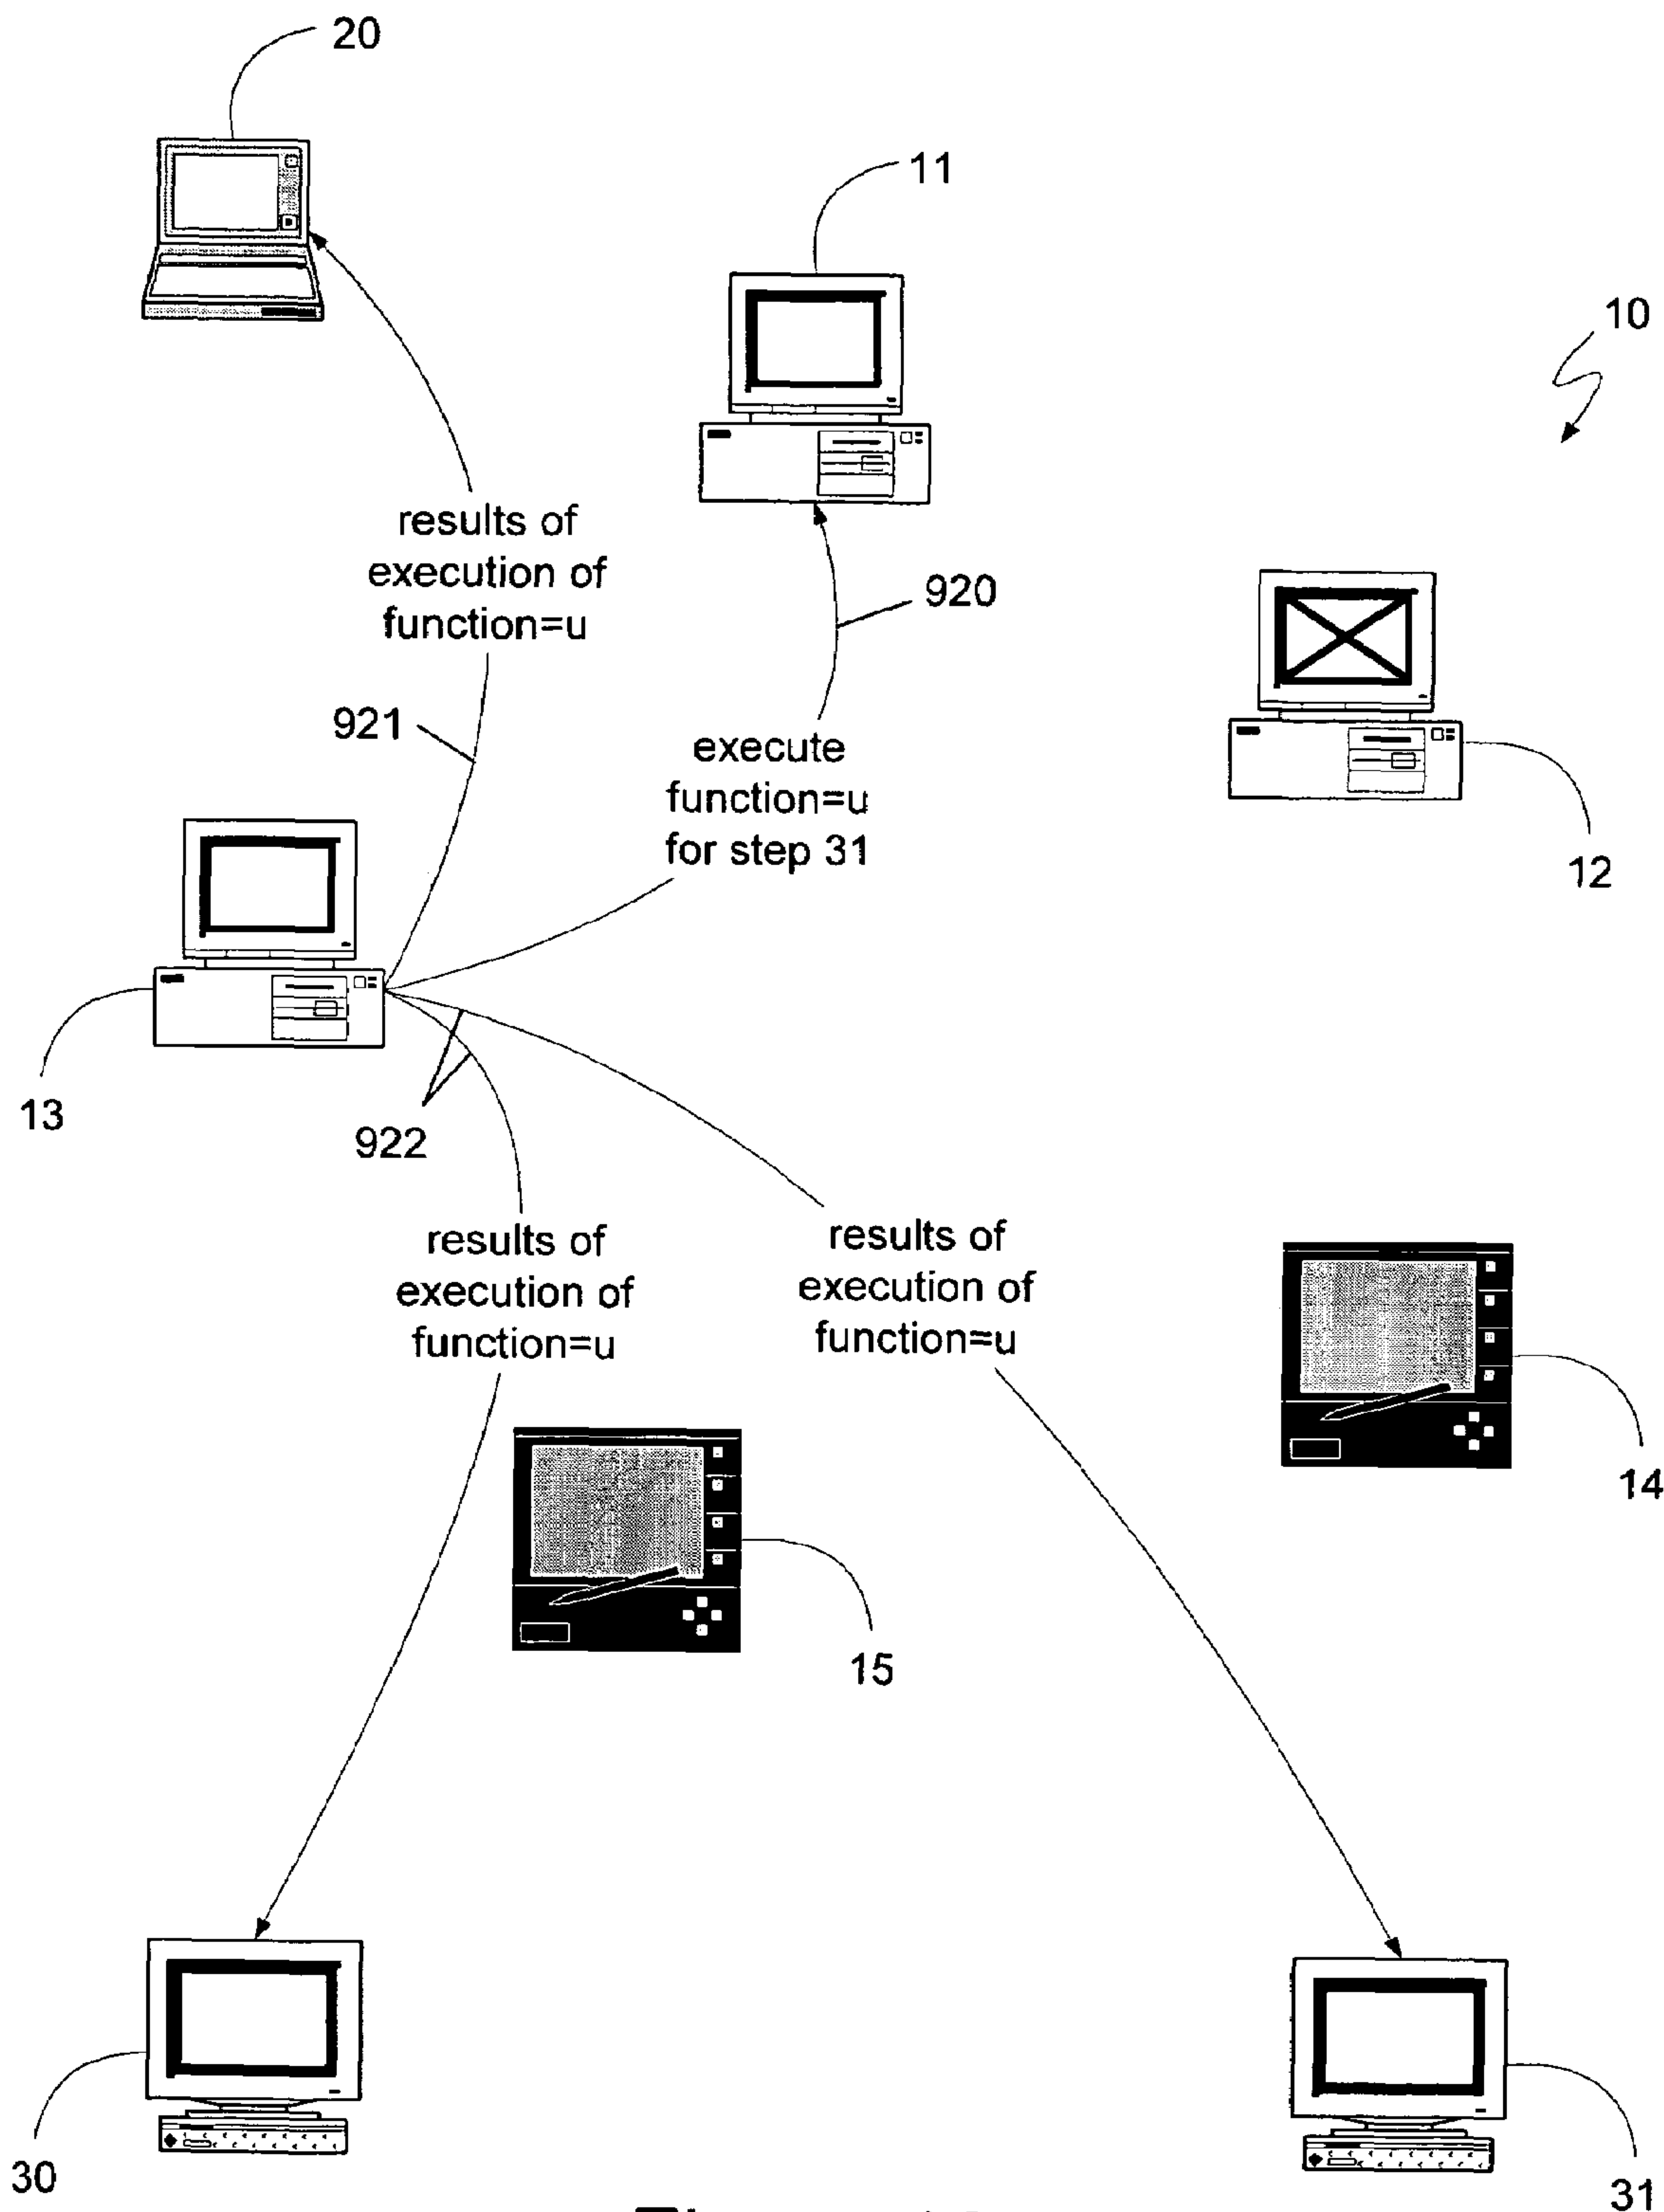 20
11
10
results of
execution of
function=u
920
921
execute
function=u
for step 31
12
13
922
results of
execution of
function=u
results of
execution of
function=u
14
15
30
31